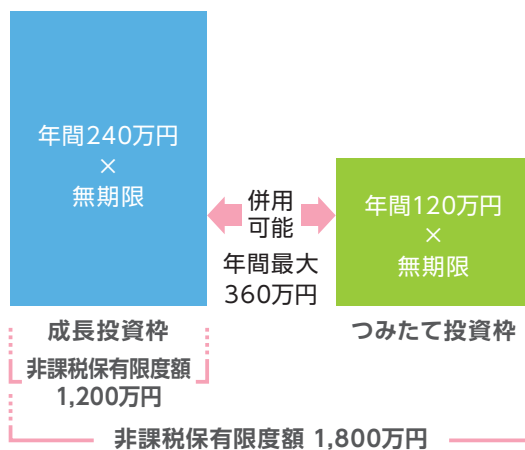 年間240万円
×
無期限
併用
可能
年間最大
360万円
年間120万円
×
無期限
成長投資枠
つみたて投資枠
非課税保有限度額
1,200万円
非課税保有限度額 1,800万円